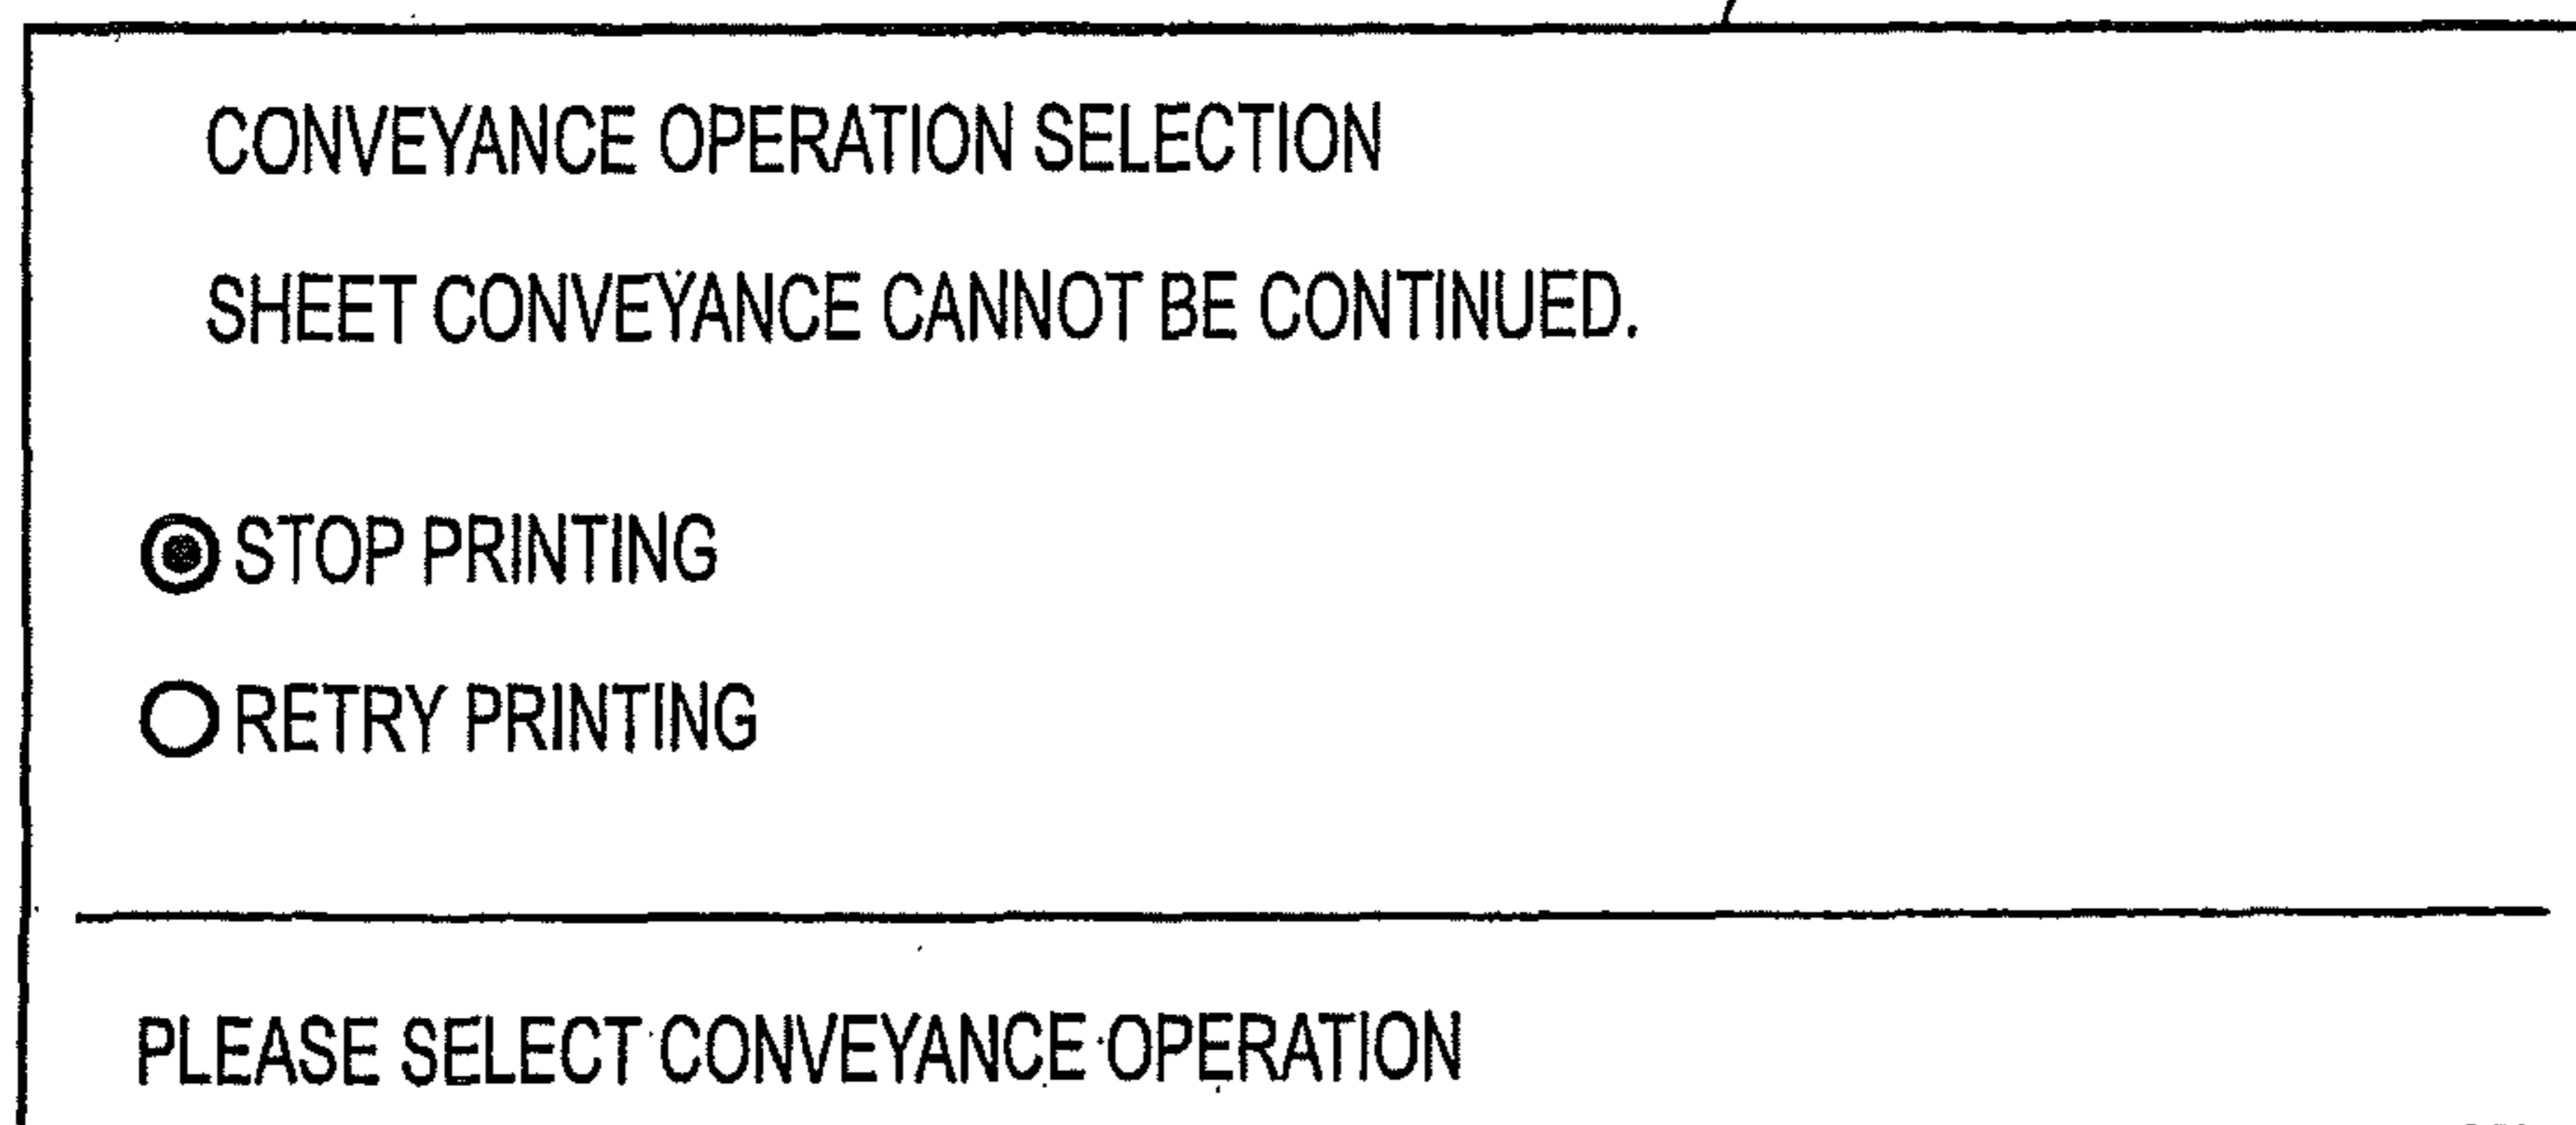 CONVEYANCE OPERATION SELECTION
SHEET CONVEYANCE CANNOT BE CONTINUED.
STOP PRINTING
RETRY PRINTING
PLEASE SELECT CONVEYANCE OPERATION